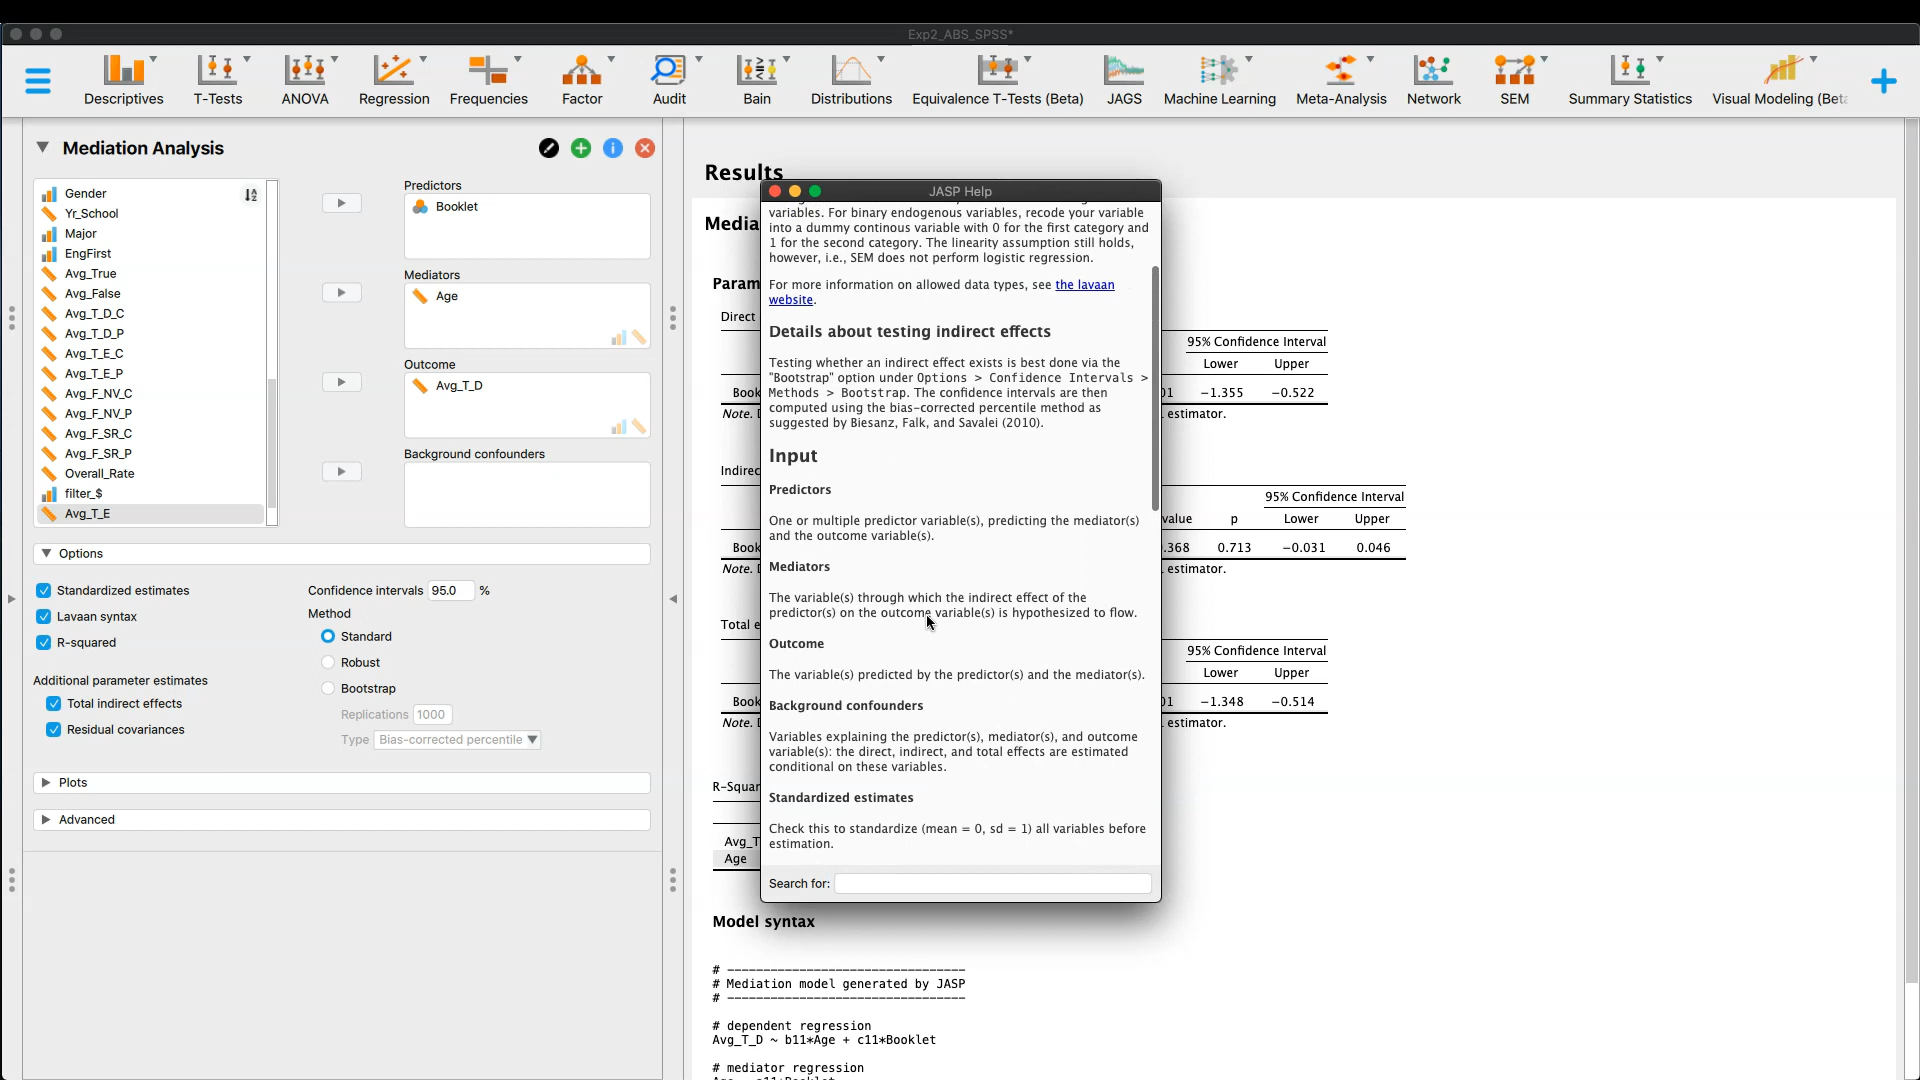 Exp2_ABS_SPSS*
Descriptives
T-Tests
ANOVA
Regression
Frequencies
Factor
Audit
Bain
Distributions
Equivalence T-Tests (Beta)
JAGS
Machine Learning
Meta-Analysis
Network
SEM
Summary Statistics
Visual Modeling (Beta
Mediation Analysis
Gender
Yr_School
Major
EngFirst
Avg_True
Avg_False
Avg_T_D_C
Avg_T_D_P
Avg_T_E_C
Avg_T_E_P
Avg_F_NV_C
Avg_F_NV_P
Avg_F_SR_C
Avg_F_SR_P
Overall_Rate
filter_$
Avg_T_E
Predictors
Booklet
Mediators
Age
Outcome
Avg_T_D
Background confounders
Options
Standardized estimates
Lavaan syntax
R-squared
Additional parameter estimates
Total indirect effects
Residual covariances
Confidence intervals 95.0 %
Method
Standard
Robust
Bootstrap
Replications 1000
Type Bias-corrected percentile
Plots
Advanced
Results
Media
Param
Direct
95% Confidence Interval
Lower Upper
Book 01 −1.355 −0.522
Note. estimator.
Indirec
95% Confidence Interval
value p Lower Upper
Book .368 0.713 −0.031 0.046
Note. estimator.
Total e
95% Confidence Interval
Lower Upper
Book 01 −1.348 −0.514
Note. estimator.
R-Squar
Avg_T
Age
Model syntax
# ----------------------------------
# Mediation model generated by JASP
# ----------------------------------
# dependent regression
Avg_T_D ~ b11*Age + c11*Booklet
# mediator regression
JASP Help
variables. For binary endogenous variables, recode your variable
into a dummy continous variable with 0 for the first category and
1 for the second category. The linearity assumption still holds,
however, i.e., SEM does not perform logistic regression.
For more information on allowed data types, see the lavaan
website.
Details about testing indirect effects
Testing whether an indirect effect exists is best done via the
"Bootstrap" option under Options > Confidence Intervals >
Methods > Bootstrap. The confidence intervals are then
computed using the bias-corrected percentile method as
suggested by Biesanz, Falk, and Savalei (2010).
Input
Predictors
One or multiple predictor variable(s), predicting the mediator(s)
and the outcome variable(s).
Mediators
The variable(s) through which the indirect effect of the
predictor(s) on the outcome variable(s) is hypothesized to flow.
Outcome
The variable(s) predicted by the predictor(s) and the mediator(s).
Background confounders
Variables explaining the predictor(s), mediator(s), and outcome
variable(s): the direct, indirect, and total effects are estimated
conditional on these variables.
Standardized estimates
Check this to standardize (mean = 0, sd = 1) all variables before
estimation.
Search for: